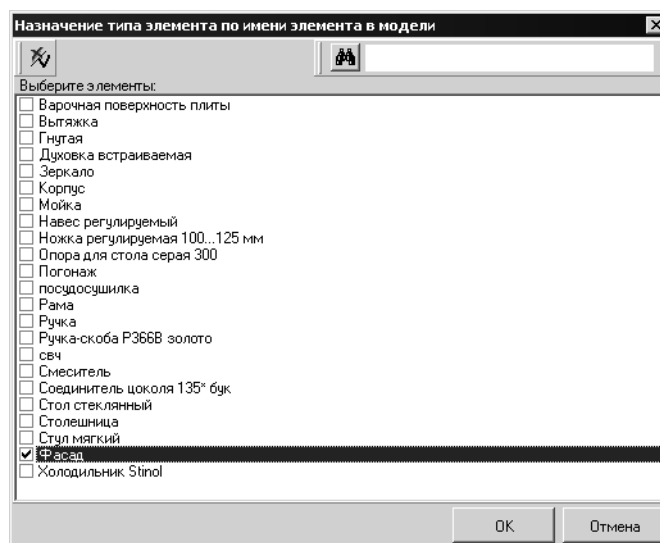 Назначение типа элемента по имени элемента в модели
Выберите элементы:
Варочная поверхность плиты
Вытяжка
Гнутая
Духовка встраиваемая
Зеркало
Корпус
Мойка
Навес регулируемый
Ножка регулируемая 100...125 мм
Опора для стола серая 300
Погонаж
посудосушилка
Рама
Ручка
Ручка-скоба Р366В золото
свч
Смеситель
Соединитель цоколя 135* бук
Стол стеклянный
Столешница
Стул мягкий
Фасад
Холодильник Stinol
OK Отмена